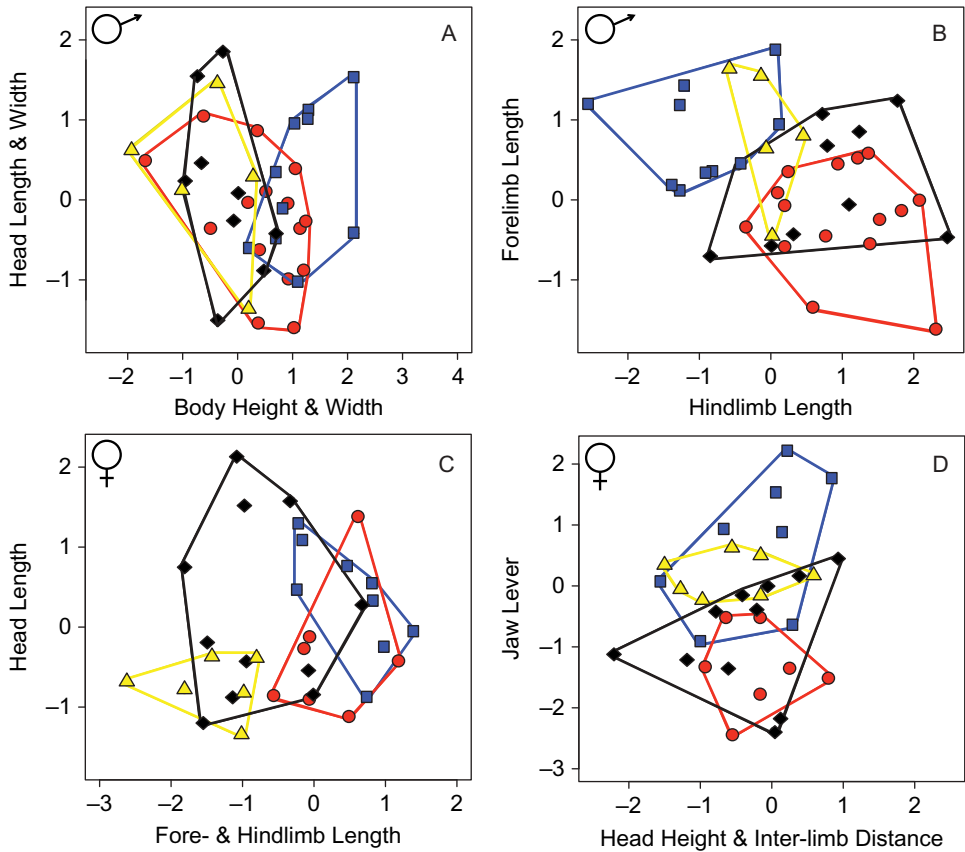 A
2
1
0
−1
Head Length & Width
−2 −1 0 1 2 3 4
Body Height & Width
B
2
1
0
−1
Forelimb Length
−2 −1 0 1 2
Hindlimb Length
C
2
1
0
−1
Head Length
−3 −2 −1 0 1 2
Fore- & Hindlimb Length
D
2
1
0
−1
−2
−3
Jaw Lever
−2 −1 0 1 2
Head Height & Inter-limb Distance